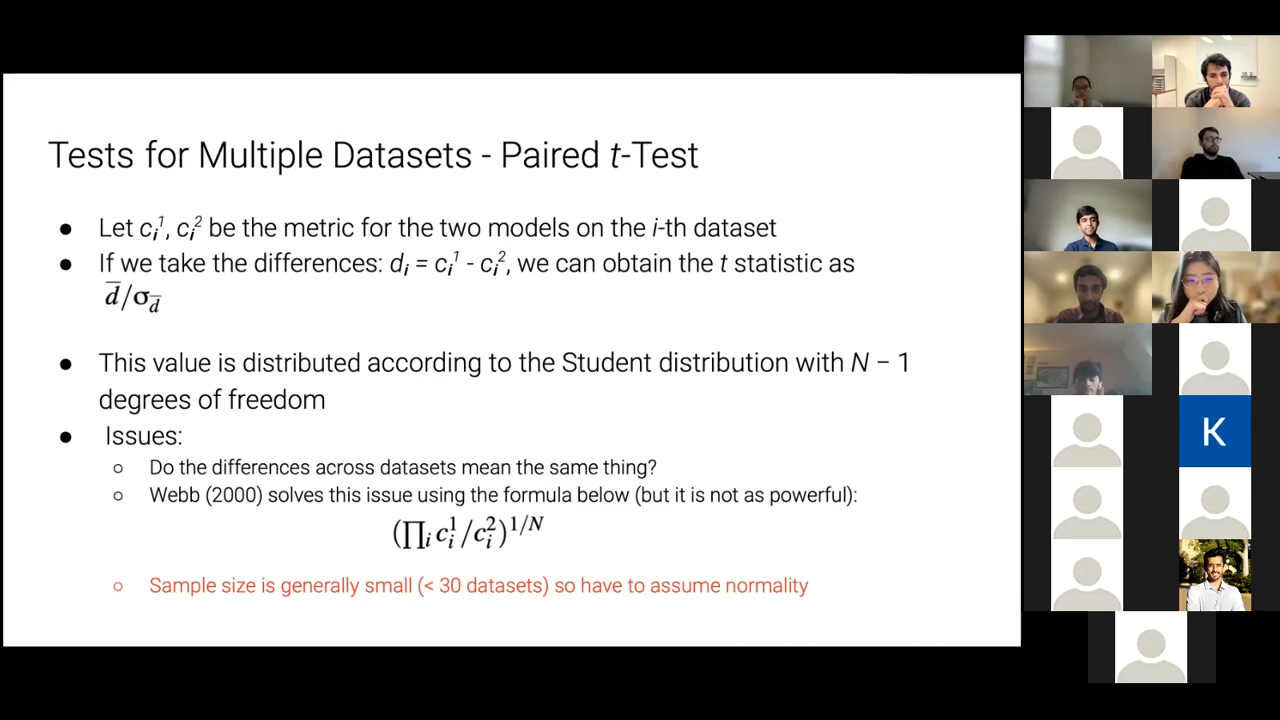 Tests for Multiple Datasets - Paired t-Test
● Let cᵢ¹, cᵢ² be the metric for the two models on the i-th dataset
● If we take the differences: dᵢ = cᵢ¹ - cᵢ², we can obtain the t statistic as
d̅/σ_d̅
● This value is distributed according to the Student distribution with N − 1
degrees of freedom
● Issues:
○ Do the differences across datasets mean the same thing?
○ Webb (2000) solves this issue using the formula below (but it is not as powerful):
(∏ᵢ cᵢ¹/cᵢ²)^1/N
○ Sample size is generally small (< 30 datasets) so have to assume normality
K